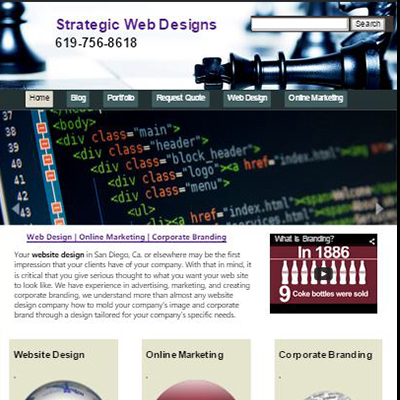 Strategic Web Designs
619-756-8618
Search
Home Blog Portfolio Request Quote Web Design Online Marketing
37
38
39
40
41
42
43
<body>
<div class="main">
<div class="header">
<div class="block_header">
<div class="logo"><a href="index.html">
<div class="menu">
<ul>
<li><a href="index.html"
Web Design | Online Marketing | Corporate Branding
Your website design in San Diego, Ca. or elsewhere may be the first
impression that your clients have of your company. With that in mind, it
is critical that you give serious thought to what you want your web site
to look like. We have experience in advertising, marketing, and creating
corporate branding, we understand more than almost any website
design company how to mold your company's image and corporate
brand through a design tailored for your company's specific needs.
What Is Branding?
In 1886
9 Coke bottles were sold
Website Design
Online Marketing
Corporate Branding